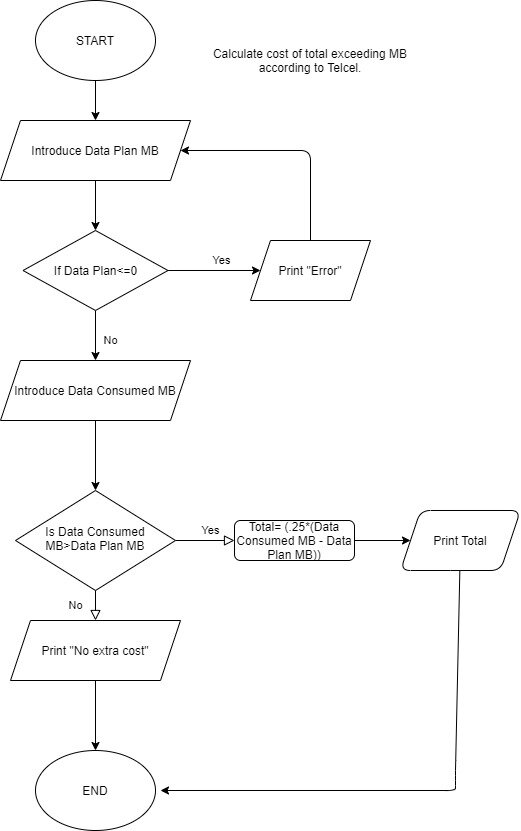 START
Calculate cost of total exceeding MB
according to Telcel.
Introduce Data Plan MB
If Data Plan<=0
Yes
Print "Error"
No
Introduce Data Consumed MB
Is Data Consumed
MB>Data Plan MB
Yes
Total= (.25*(Data
Consumed MB - Data
Plan MB))
Print Total
No
Print "No extra cost"
END